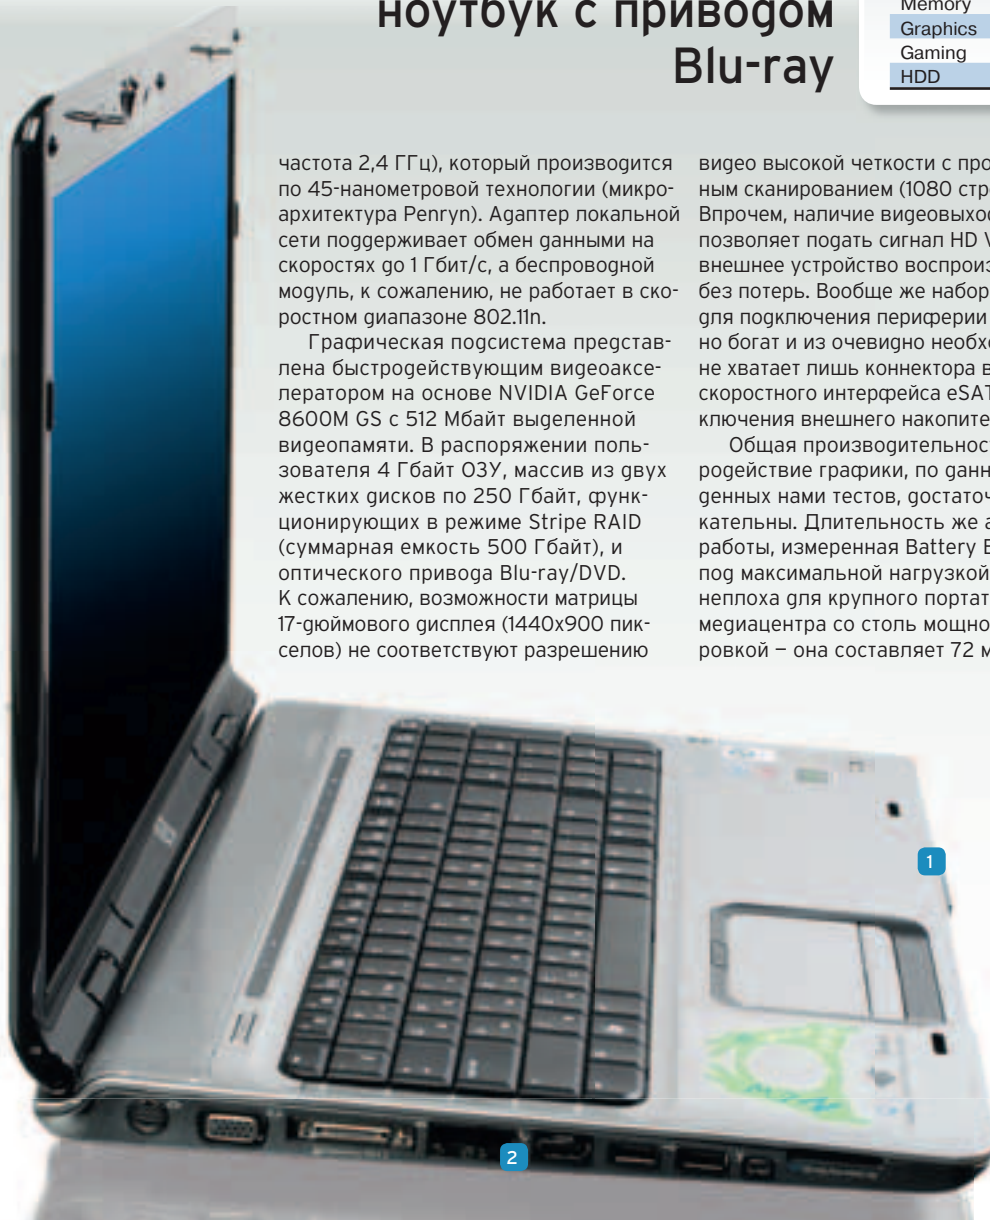 ноутбук с приводом
Blu-ray
Memory
Graphics
Gaming
HDD
частота 2,4 ГГц), который производится
по 45-нанометровой технологии (микро-
архитектура Penryn). Адаптер локальной
сети поддерживает обмен данными на
скоростях до 1 Гбит/с, а беспроводной
модуль, к сожалению, не работает в ско-
ростном диапазоне 802.11n.
Графическая подсистема представ-
лена быстродействующим видеоаксе-
лератором на основе NVIDIA GeForce
8600M GS с 512 Мбайт выделенной
видеопамяти. В распоряжении поль-
зователя 4 Гбайт ОЗУ, массив из двух
жестких дисков по 250 Гбайт, функ-
ционирующих в режиме Stripe RAID
(суммарная емкость 500 Гбайт), и
оптического привода Blu-ray/DVD.
К сожалению, возможности матрицы
17-дюймового дисплея (1440x900 пик-
селов) не соответствуют разрешению
видео высокой четкости с про
ным сканированием (1080 стр
Впрочем, наличие видеовыхо
позволяет подать сигнал HD V
внешнее устройство воспроиз
без потерь. Вообще же набор
для подключения периферии
но богат и из очевидно необхо
не хватает лишь коннектора в
скоростного интерфейса eSAT
ключения внешнего накопите
Общая производительнос
родействие графики, по данн
денных нами тестов, достаточ
кательны. Длительность же а
работы, измеренная Battery E
под максимальной нагрузкой
неплоха для крупного портат
медиацентра со столь мощно
ровкой – она составляет 72 м
1
2